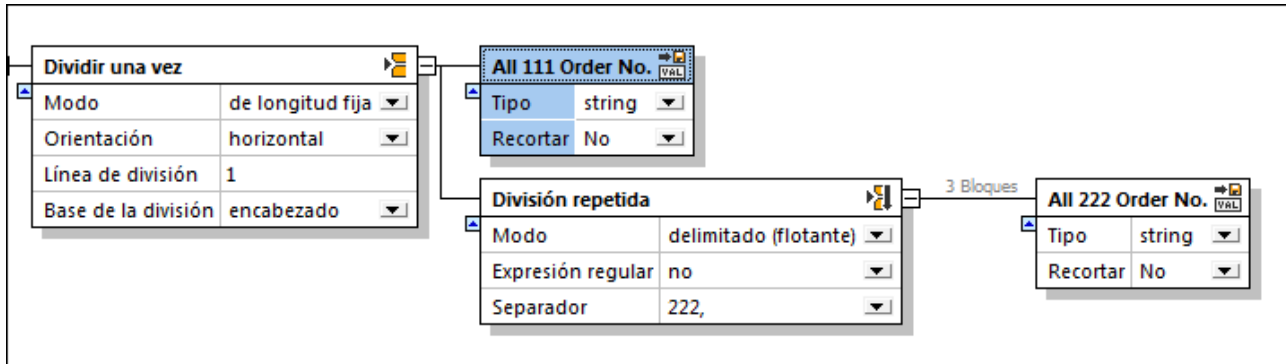 Dividir una vez
Modo de longitud fija
Orientación horizontal
Línea de división 1
Base de la división encabezado
All 111 Order No. VAL
Tipo string
Recortar No
División repetida
Modo delimitado (flotante)
Expresión regular no
Separador 222,
3 Bloques
All 222 Order No. VAL
Tipo string
Recortar No